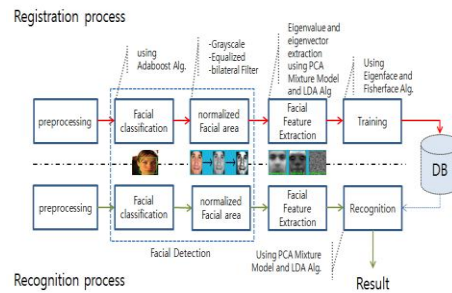 Registration process
using
Adaboost Alg.
-Grayscale
-Equalized
-bilateral Filter
Eigenvalue and
eigenvector
extraction
using PCA
Mixture Model
and LDA Alg
Using
Eigenface and
Fisherface Alg.
preprocessing
Facial
classification
normalized
Facial area
Facial
Feature
Extraction
Training
DB
preprocessing
Facial
classification
normalized
Facial area
Facial
Feature
Extraction
Recognition
Facial Detection
Using PCA Mixture
Model and LDA Alg.
Recognition process
Result